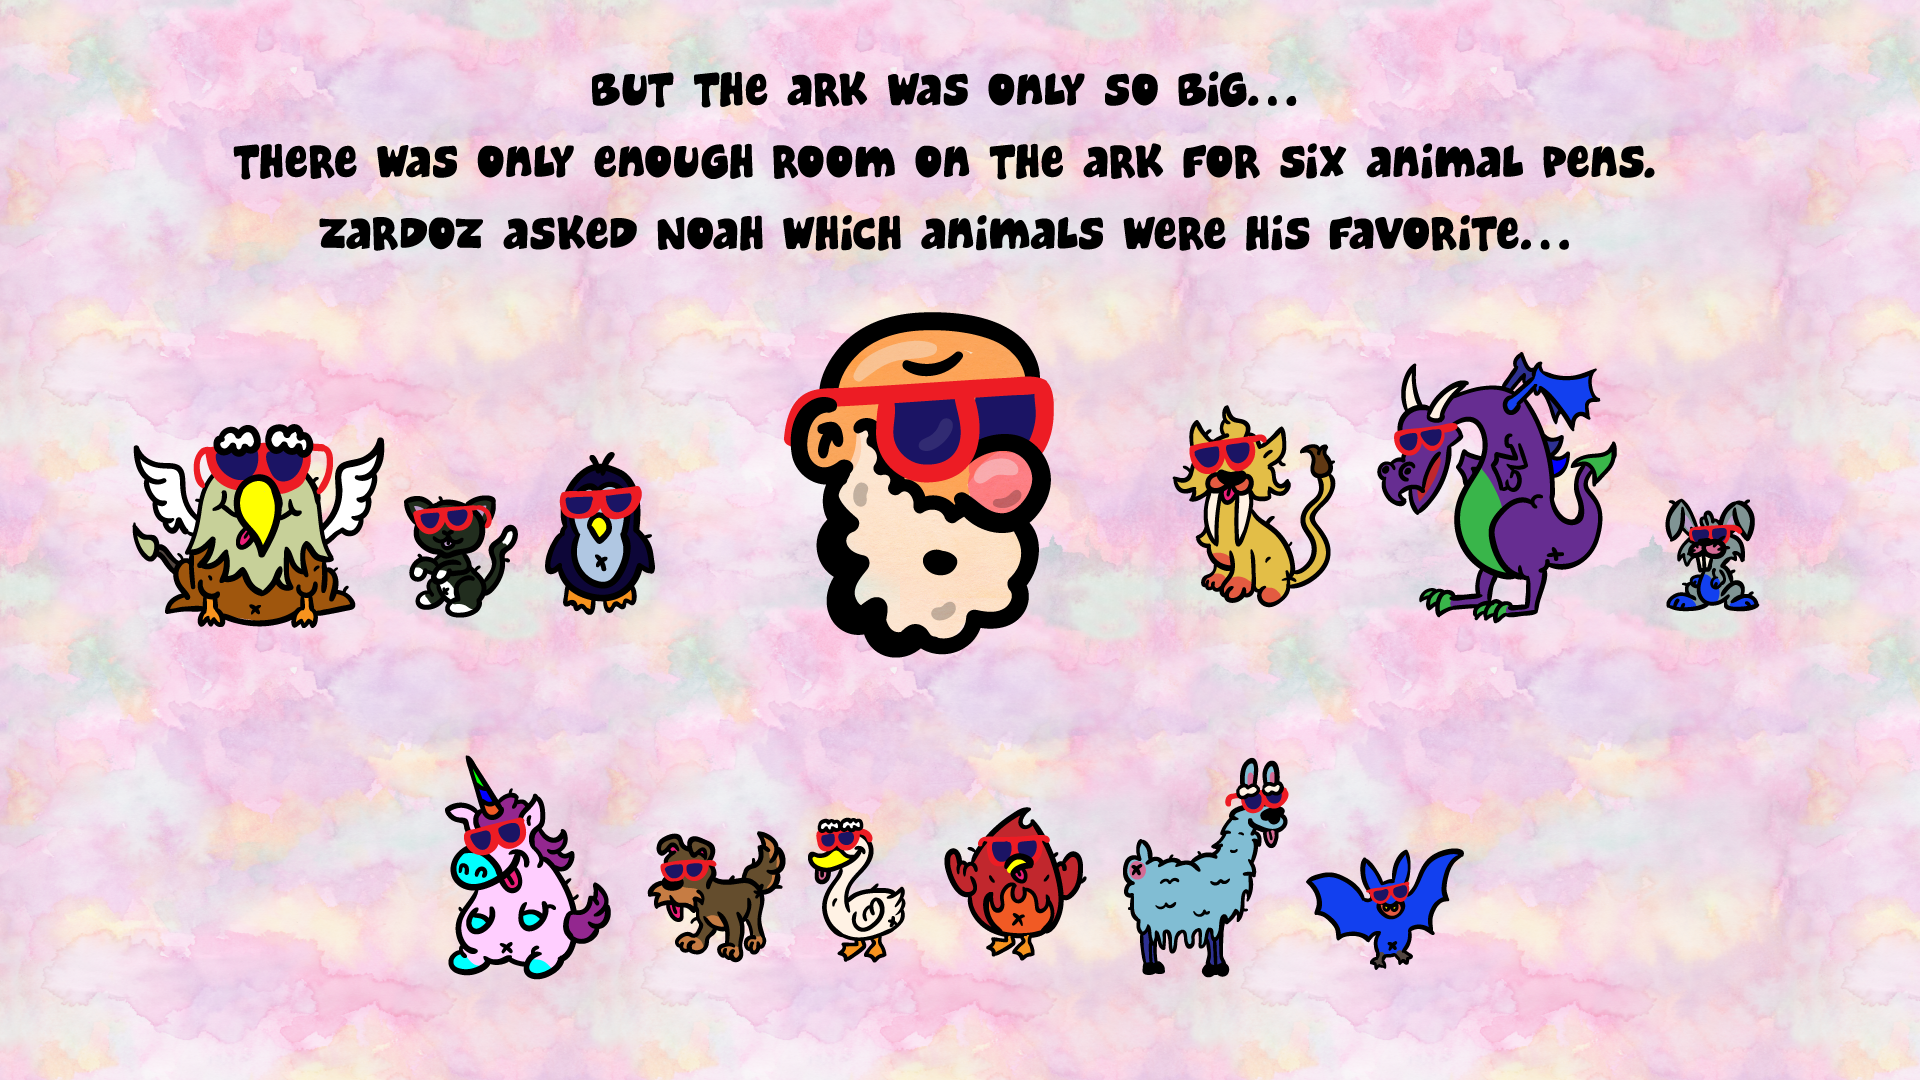 BUT THE ARK WAS ONLY SO BIG...
THERE WAS ONLY ENOUGH ROOM ON THE ARK FOR SIX ANIMAL PENS.
ZARDOZ ASKED NOAH WHICH ANIMALS WERE HIS FAVORITE...